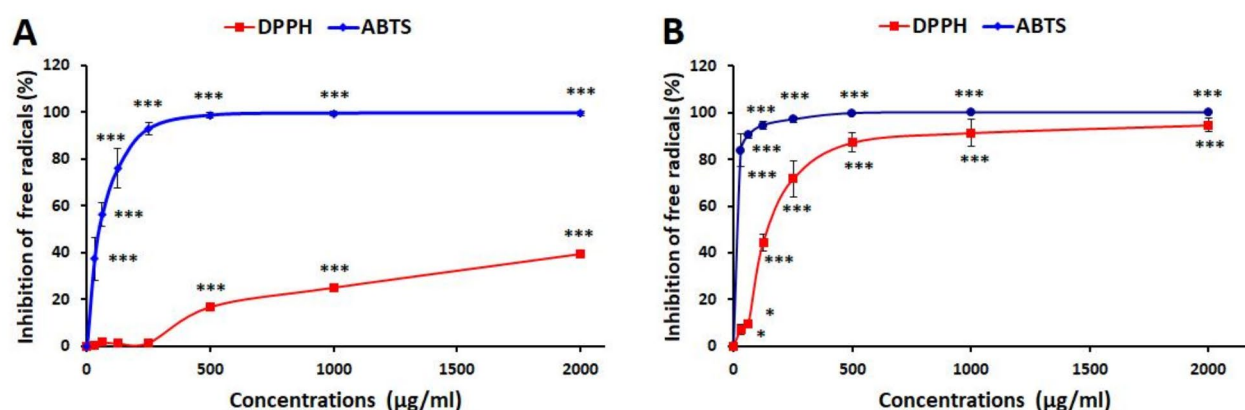 A
DPPH ABTS
Inhibition of free radicals (%)
120
100
80
60
40
20
0
*** *** *** ***
***
***
***
*** *** ***
0 500 1000 1500 2000
Concentrations (µg/ml)
B
DPPH ABTS
Inhibition of free radicals (%)
120
100
80
60
40
20
0
*** *** *** *** ***
***
***
*** *** ***
***
***
*
*
0 500 1000 1500 2000
Concentrations (µg/ml)